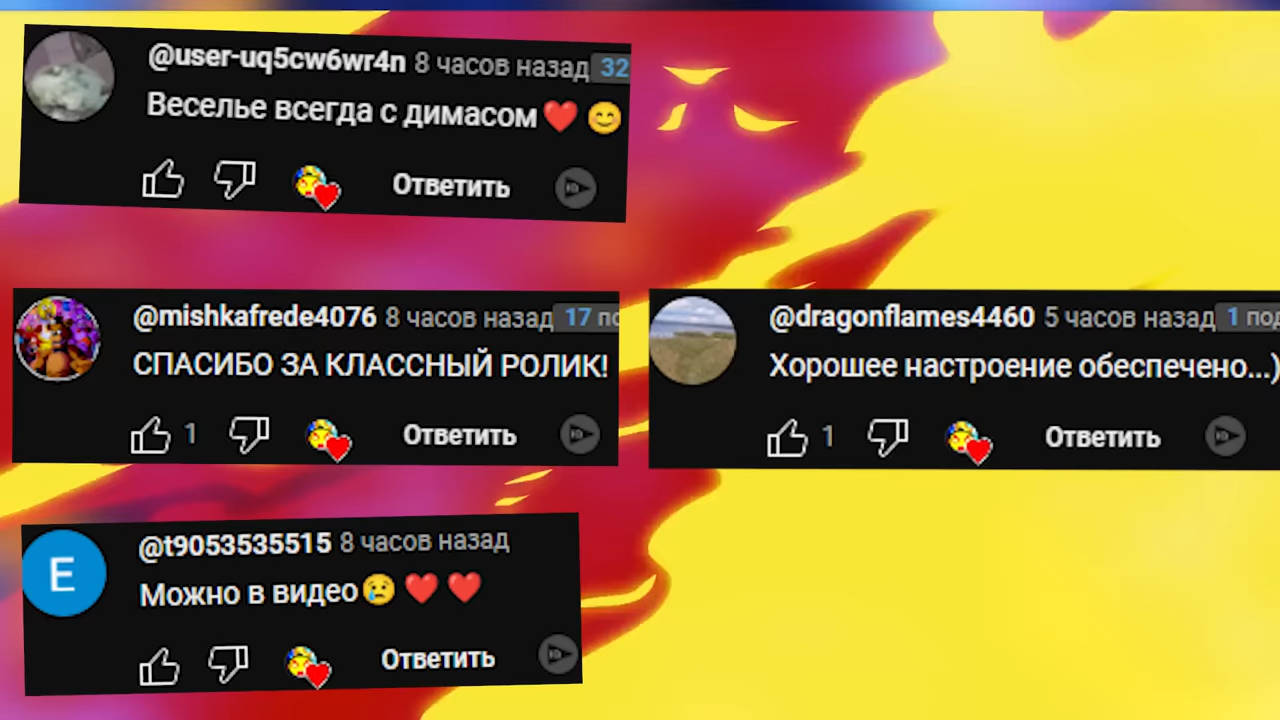 @user-uq5cw6wr4n 8 часов назад 32
Веселье всегда с димасом❤️😊
Ответить
@mishkafrede4076 8 часов назад 17 по
СПАСИБО ЗА КЛАССНЫЙ РОЛИК!
1 Ответить
@dragonflames4460 5 часов назад 1 под
Хорошее настроение обеспечено...)
1 Ответить
E
@t9053535515 8 часов назад
Можно в видео😢❤️❤️
Ответить